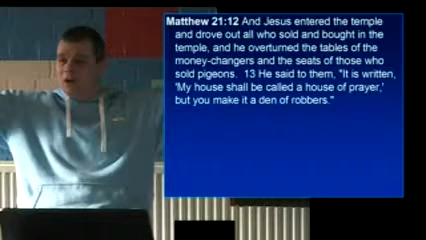 Matthew 21:12 And Jesus entered the temple
and drove out all who sold and bought in the
temple, and he overturned the tables of the
money-changers and the seats of those who
sold pigeons.  13 He said to them, "It is written,
'My house shall be called a house of prayer,'
but you make it a den of robbers."